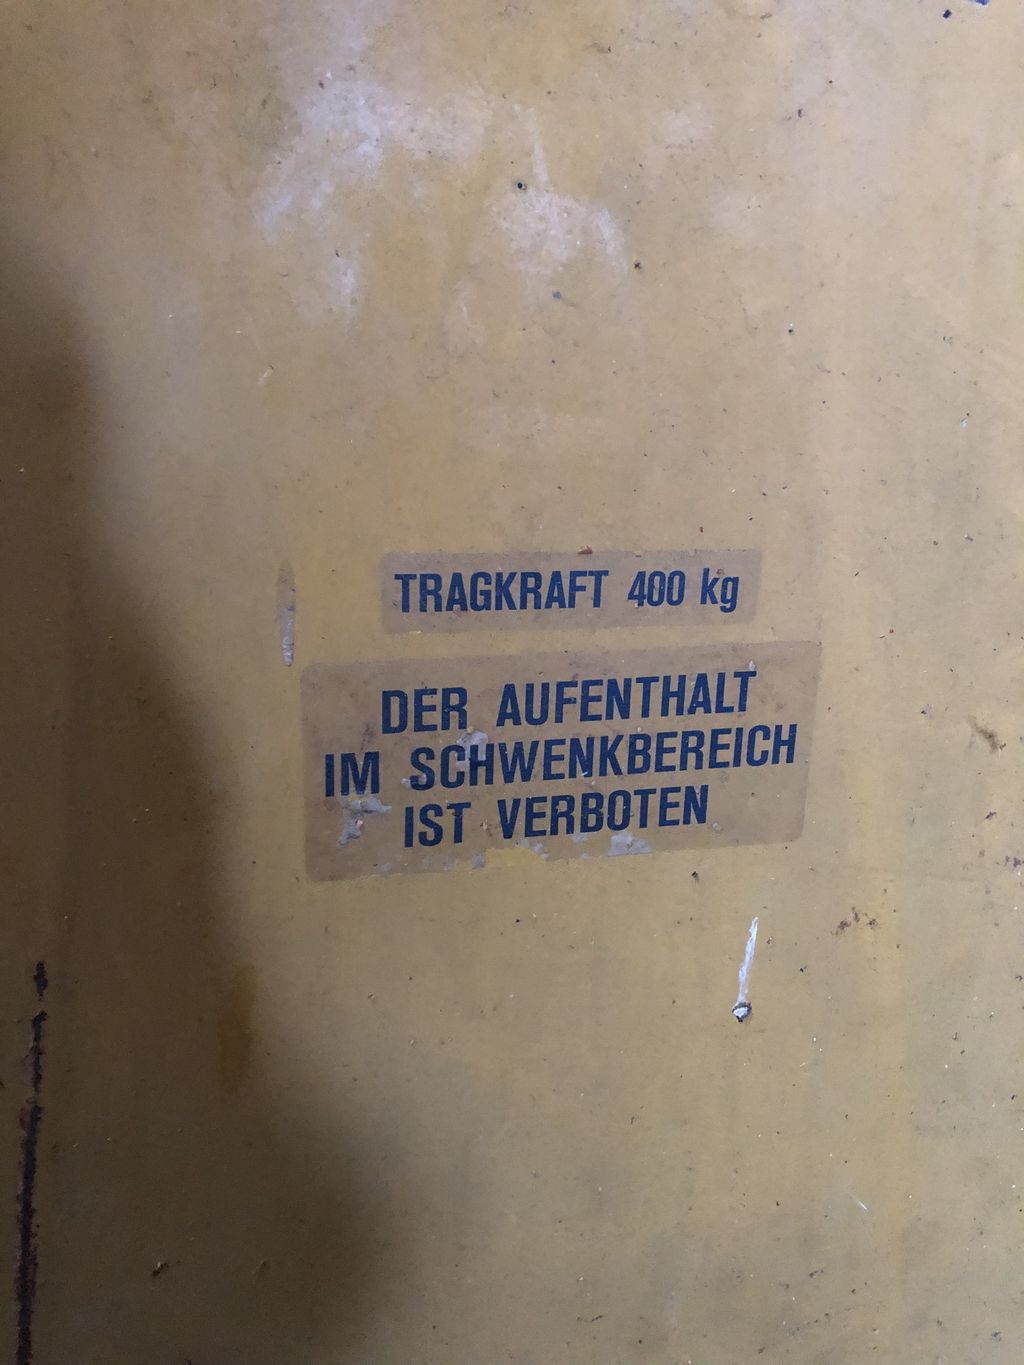 TRAGKRAFT 400 kg
DER AUFENTHALT
IM SCHWENKBEREICH
IST VERBOTEN